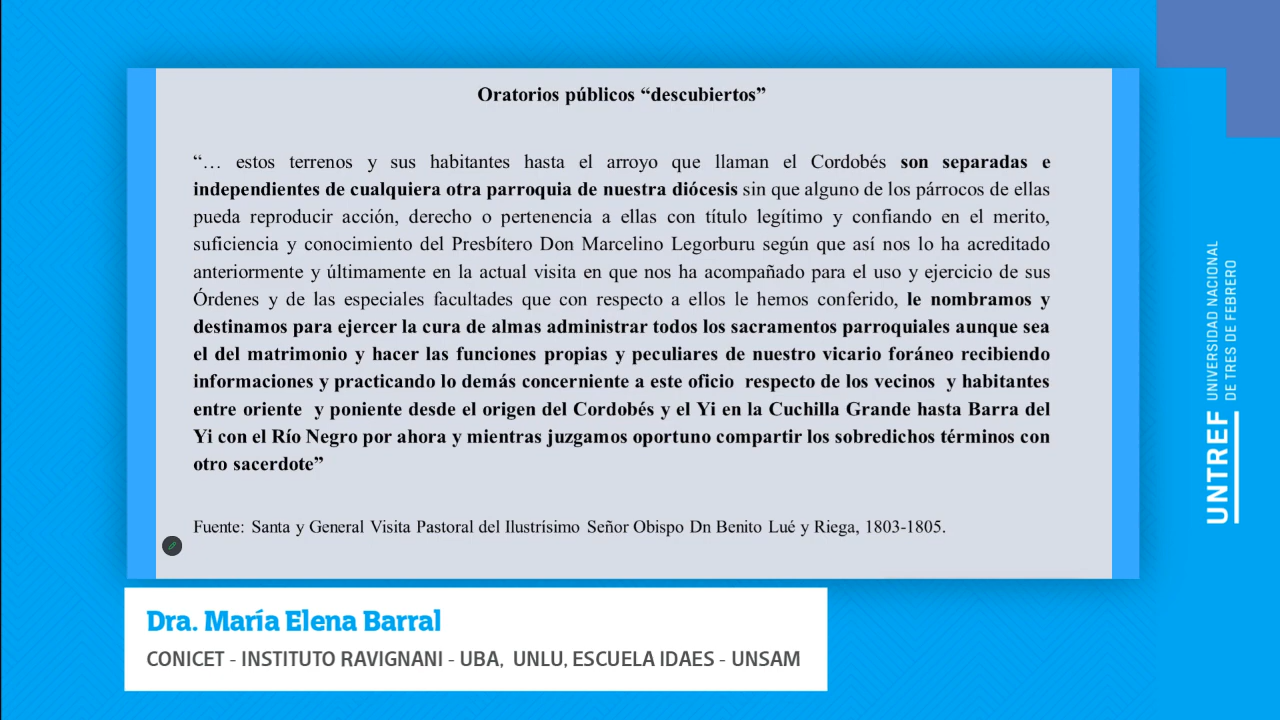 Oratorios públicos “descubiertos”
“… estos terrenos y sus habitantes hasta el arroyo que llaman el Cordobés son separadas e
independientes de cualquiera otra parroquia de nuestra diócesis sin que alguno de los párrocos de ellas
pueda reproducir acción, derecho o pertenencia a ellas con título legítimo y confiando en el merito,
suficiencia y conocimiento del Presbítero Don Marcelino Legorburu según que así nos lo ha acreditado
anteriormente y últimamente en la actual visita en que nos ha acompañado para el uso y ejercicio de sus
Órdenes y de las especiales facultades que con respecto a ellos le hemos conferido, le nombramos y
destinamos para ejercer la cura de almas administrar todos los sacramentos parroquiales aunque sea
el del matrimonio y hacer las funciones propias y peculiares de nuestro vicario foráneo recibiendo
informaciones y practicando lo demás concerniente a este oficio respecto de los vecinos y habitantes
entre oriente y poniente desde el origen del Cordobés y el Yi en la Cuchilla Grande hasta Barra del
Yi con el Río Negro por ahora y mientras juzgamos oportuno compartir los sobredichos términos con
otro sacerdote”
Fuente: Santa y General Visita Pastoral del Ilustrísimo Señor Obispo Dn Benito Lué y Riega, 1803-1805.
Dra. María Elena Barral
CONICET - INSTITUTO RAVIGNANI - UBA, UNLU, ESCUELA IDAES - UNSAM
UNTREF
UNIVERSIDAD NACIONAL
DE TRES DE FEBRERO